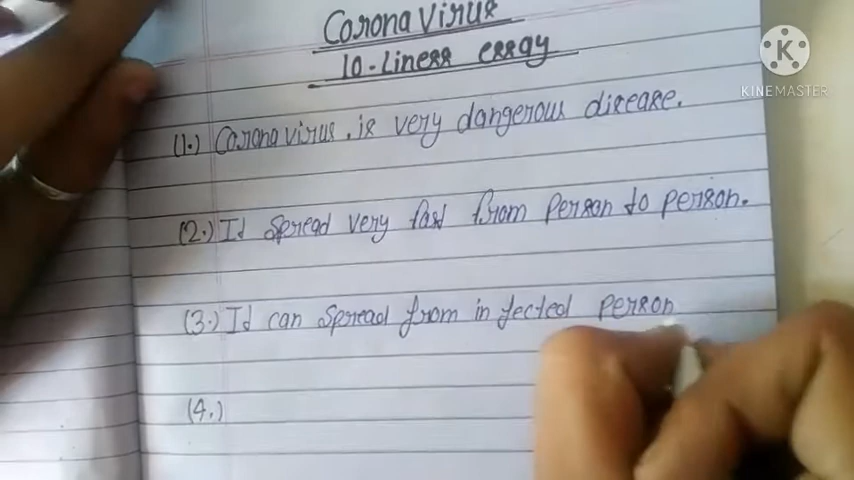 Corona Virus
10-Liness essay
(1.) Corona virus. is very dangerous disease.
(2.) It spread very fast from person to person.
(3.) It can spread from infected person
(4.)
KINEMASTER